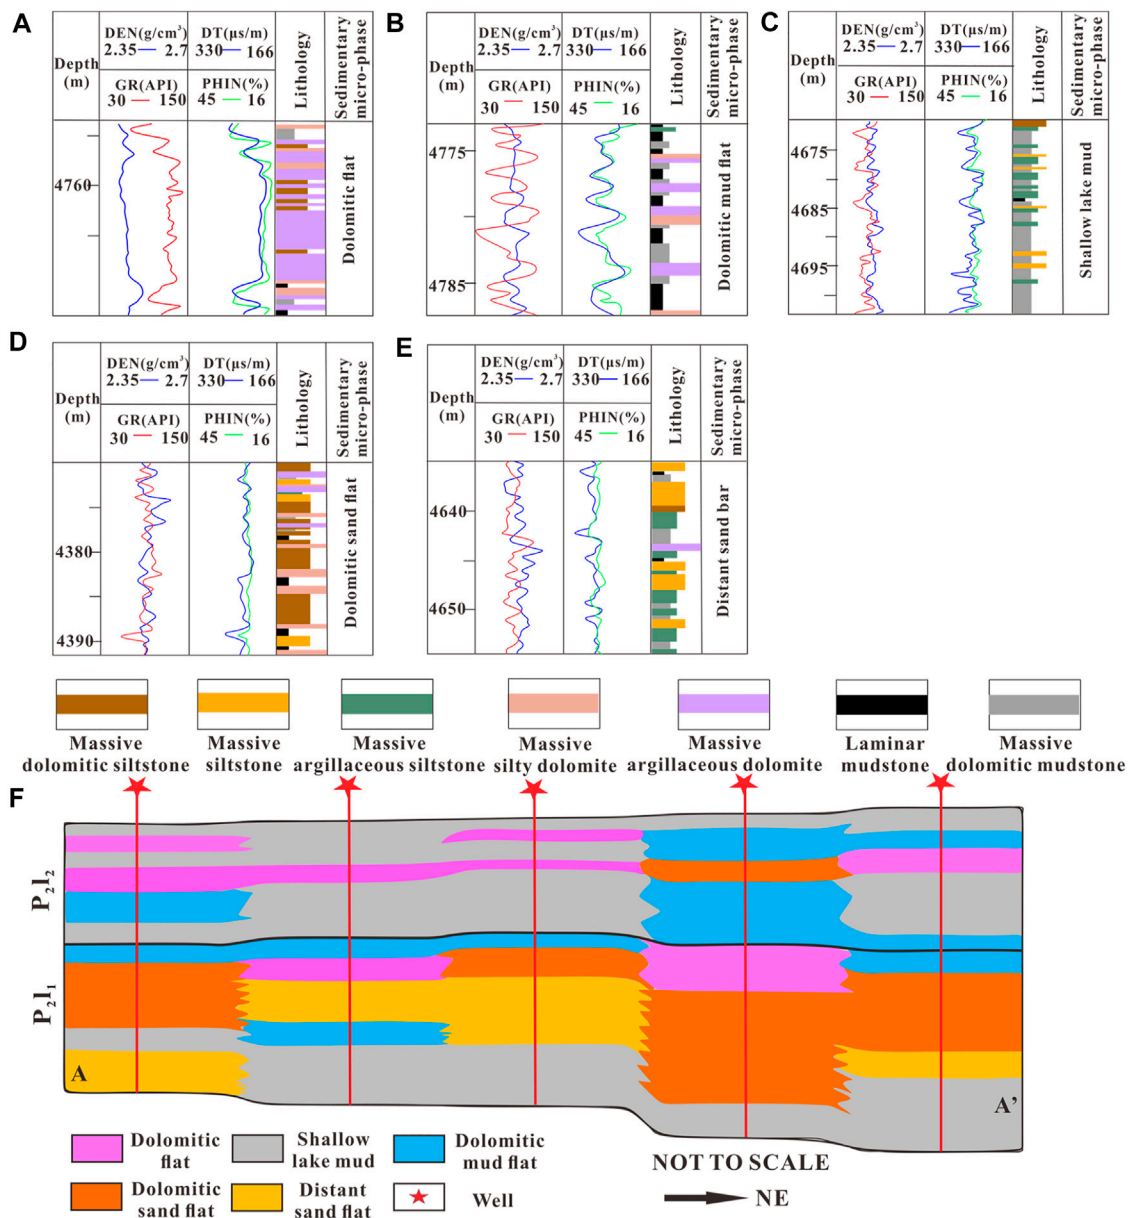 A
Depth
(m)
DEN(g/cm³)
2.35 2.7
GR(API)
30 150
DT(μs/m)
330 166
PHIN(%)
45 16
Lithology
Sedimentary
micro-phase
4760
Dolomitic flat
B
Depth
(m)
DEN(g/cm³)
2.35 2.7
GR(API)
30 150
DT(μs/m)
330 166
PHIN(%)
45 16
Lithology
Sedimentary
micro-phase
4775
4785
Dolomitic mud flat
C
Depth
(m)
DEN(g/cm³)
2.35 2.7
GR(API)
30 150
DT(μs/m)
330 166
PHIN(%)
45 16
Lithology
Sedimentary
micro-phase
4675
4685
4695
Shallow lake mud
D
Depth
(m)
DEN(g/cm³)
2.35 2.7
GR(API)
30 150
DT(μs/m)
330 166
PHIN(%)
45 16
Lithology
Sedimentary
micro-phase
4380
4390
Dolomitic sand flat
E
Depth
(m)
DEN(g/cm³)
2.35 2.7
GR(API)
30 150
DT(μs/m)
330 166
PHIN(%)
45 16
Lithology
Sedimentary
micro-phase
4640
4650
Distant sand bar
Massive
dolomitic siltstone
Massive
siltstone
Massive
argillaceous siltstone
Massive
silty dolomite
Massive
argillaceous dolomite
Laminar
mudstone
Massive
dolomitic mudstone
F
P₂l₂
P₂l₁
A
A’
Dolomitic
flat
Shallow
lake mud
Dolomitic
mud flat
Dolomitic
sand flat
Distant
sand flat
Well
NOT TO SCALE
NE